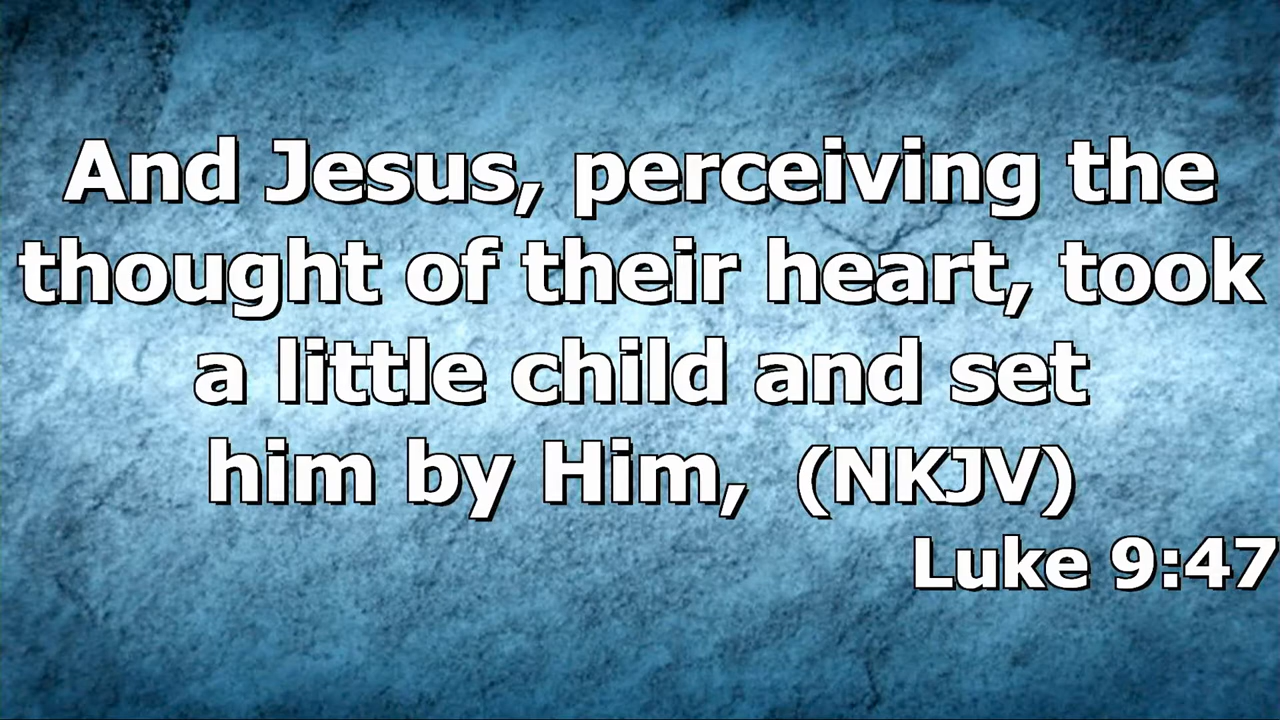 And Jesus, perceiving the
thought of their heart, took
a little child and set
him by Him,  (NKJV)
Luke 9:47